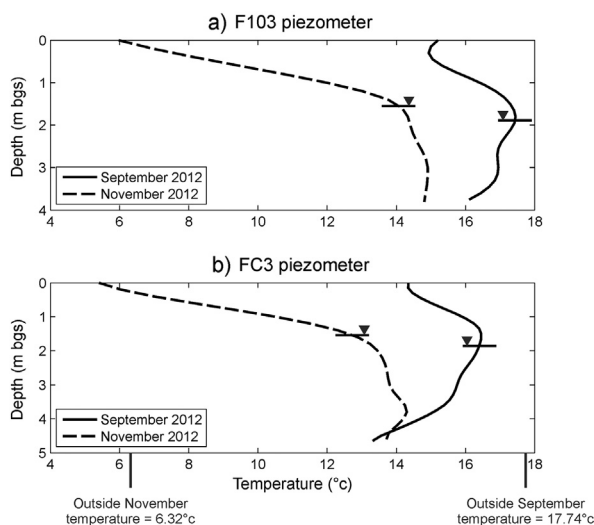 a) F103 piezometer
0
1
2
3
4
Depth (m bgs)
September 2012
November 2012
4 6 8 10 12 14 16 18
b) FC3 piezometer
0
1
2
3
4
5
Depth (m bgs)
September 2012
November 2012
4 6 8 10 12 14 16 18
Temperature (°c)
Outside November
temperature = 6.32°c
Outside September
temperature = 17.74°c